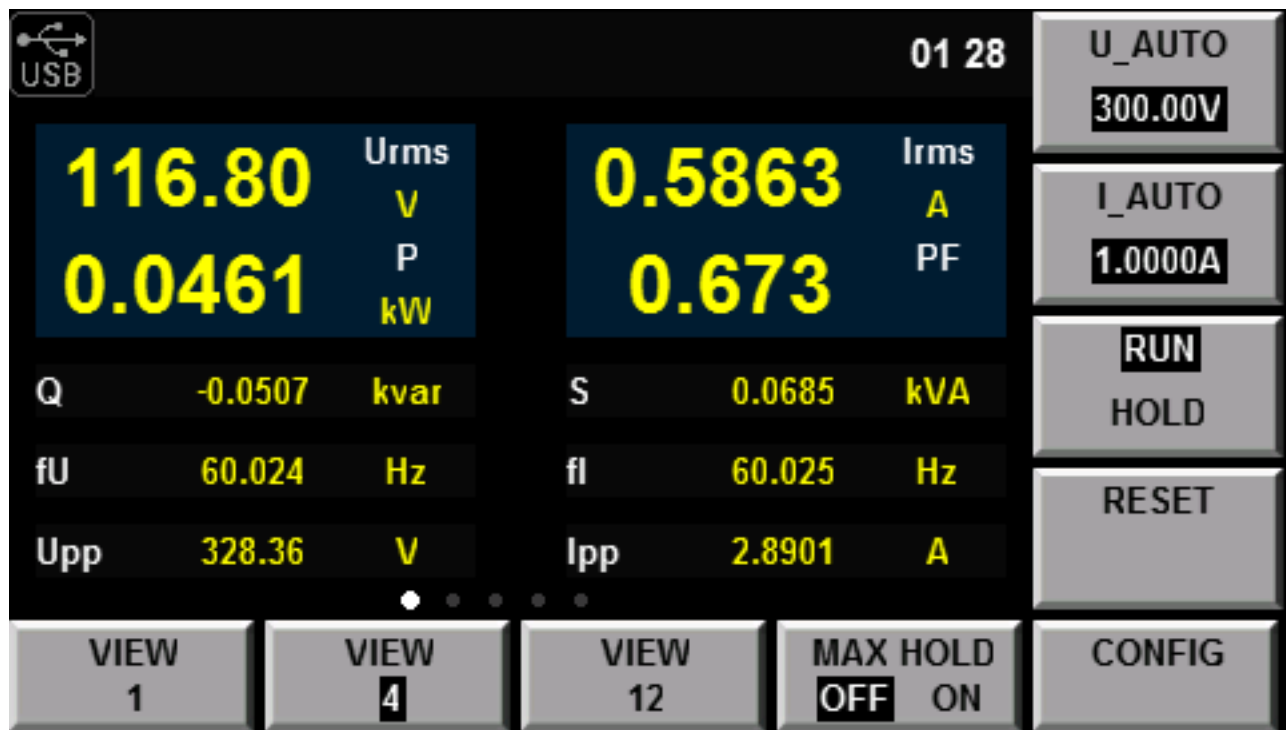 USB
01 28
116.80 Urms V
0.0461 P kW
0.5863 Irms A
0.673 PF
Q -0.0507 kvar
S 0.0685 kVA
fU 60.024 Hz
fI 60.025 Hz
Upp 328.36 V
Ipp 2.8901 A
U_AUTO
300.00V
I_AUTO
1.0000A
RUN
HOLD
RESET
VIEW
1
VIEW
4
VIEW
12
MAX HOLD
OFF ON
CONFIG